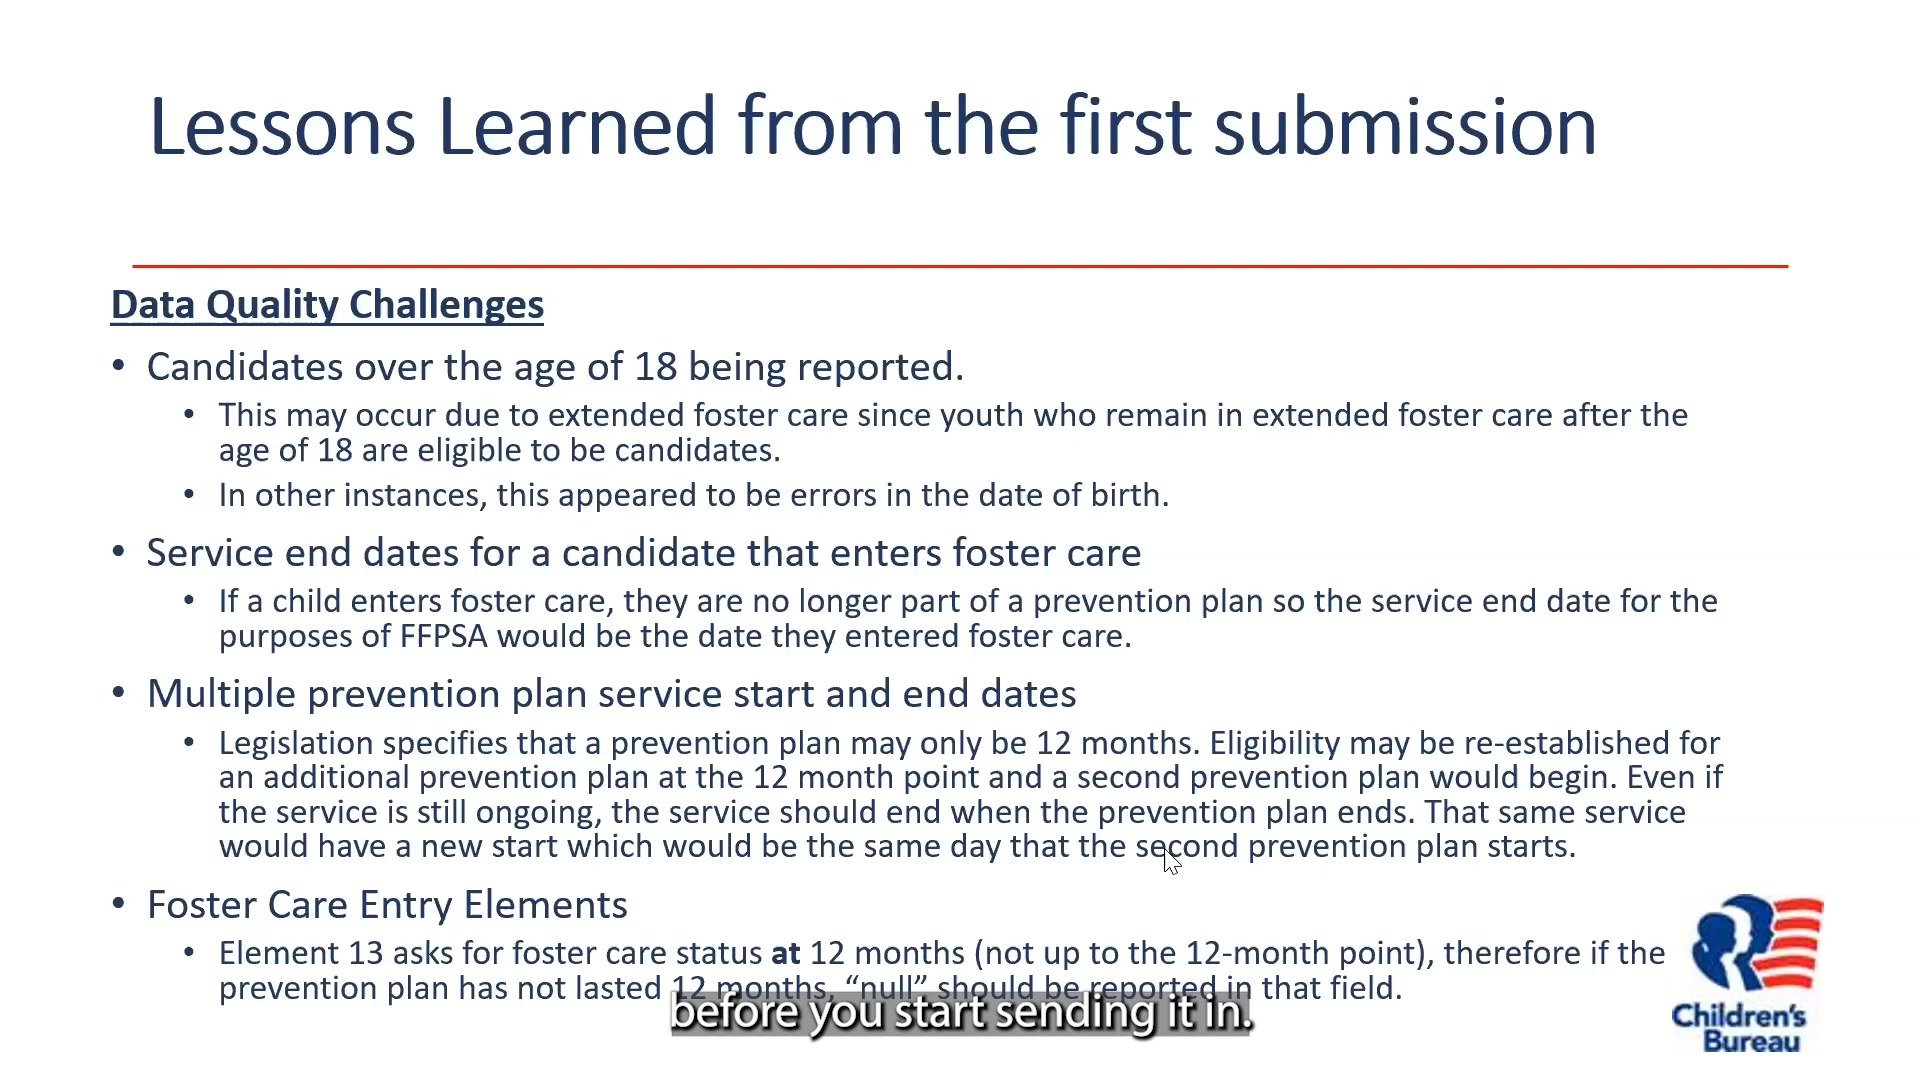 Lessons Learned from the first submission
Data Quality Challenges
• Candidates over the age of 18 being reported.
• This may occur due to extended foster care since youth who remain in extended foster care after the
age of 18 are eligible to be candidates.
• In other instances, this appeared to be errors in the date of birth.
• Service end dates for a candidate that enters foster care
• If a child enters foster care, they are no longer part of a prevention plan so the service end date for the
purposes of FFPSA would be the date they entered foster care.
• Multiple prevention plan service start and end dates
• Legislation specifies that a prevention plan may only be 12 months. Eligibility may be re-established for
an additional prevention plan at the 12 month point and a second prevention plan would begin. Even if
the service is still ongoing, the service should end when the prevention plan ends. That same service
would have a new start which would be the same day that the second prevention plan starts.
• Foster Care Entry Elements
• Element 13 asks for foster care status at 12 months (not up to the 12-month point), therefore if the
prevention plan has not lasted 12 months, “null” should be reported in that field.
before you start sending it in.
Children's
Bureau